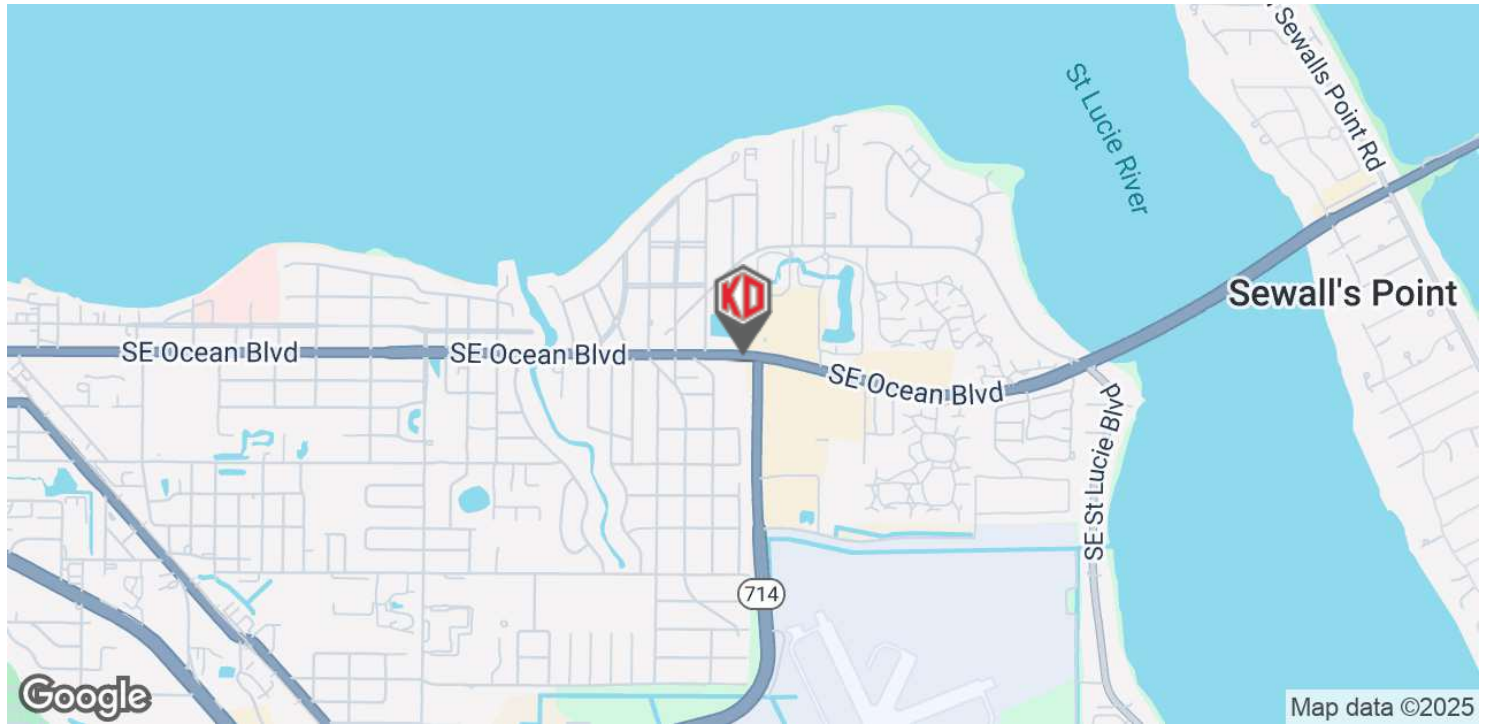 Sewalls Point Rd
St Lucie River
KD
Sewall's Point
SE Ocean Blvd
SE Ocean Blvd
SE Ocean Blvd
SE St Lucie Blvd
714
Google
Map data ©2025